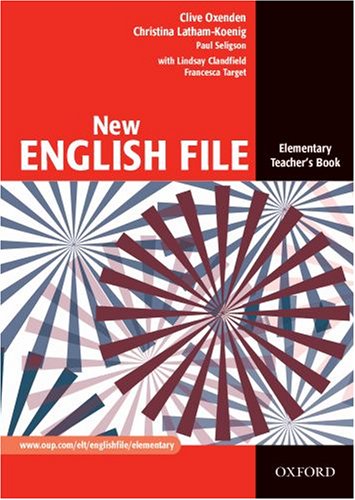 Clive Oxenden
Christina Latham-Koenig
Paul Seligson
with Lindsay Clandfield
Francesca Target
New
ENGLISH FILE
Elementary
Teacher's Book
www.oup.com/elt/englishfile/elementary
OXFORD